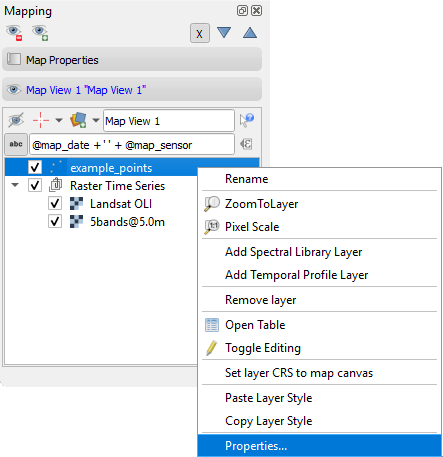 Mapping
x
Map Properties
Map View 1 "Map View 1"
Map View 1
abc @map_date + ' ' + @map_sensor
example_points
Raster Time Series
Landsat OLI
5bands@5.0m
Rename
ZoomToLayer
1:1 Pixel Scale
Add Spectral Library Layer
Add Temporal Profile Layer
Remove layer
Open Table
Toggle Editing
Set layer CRS to map canvas
Paste Layer Style
Copy Layer Style
Properties...